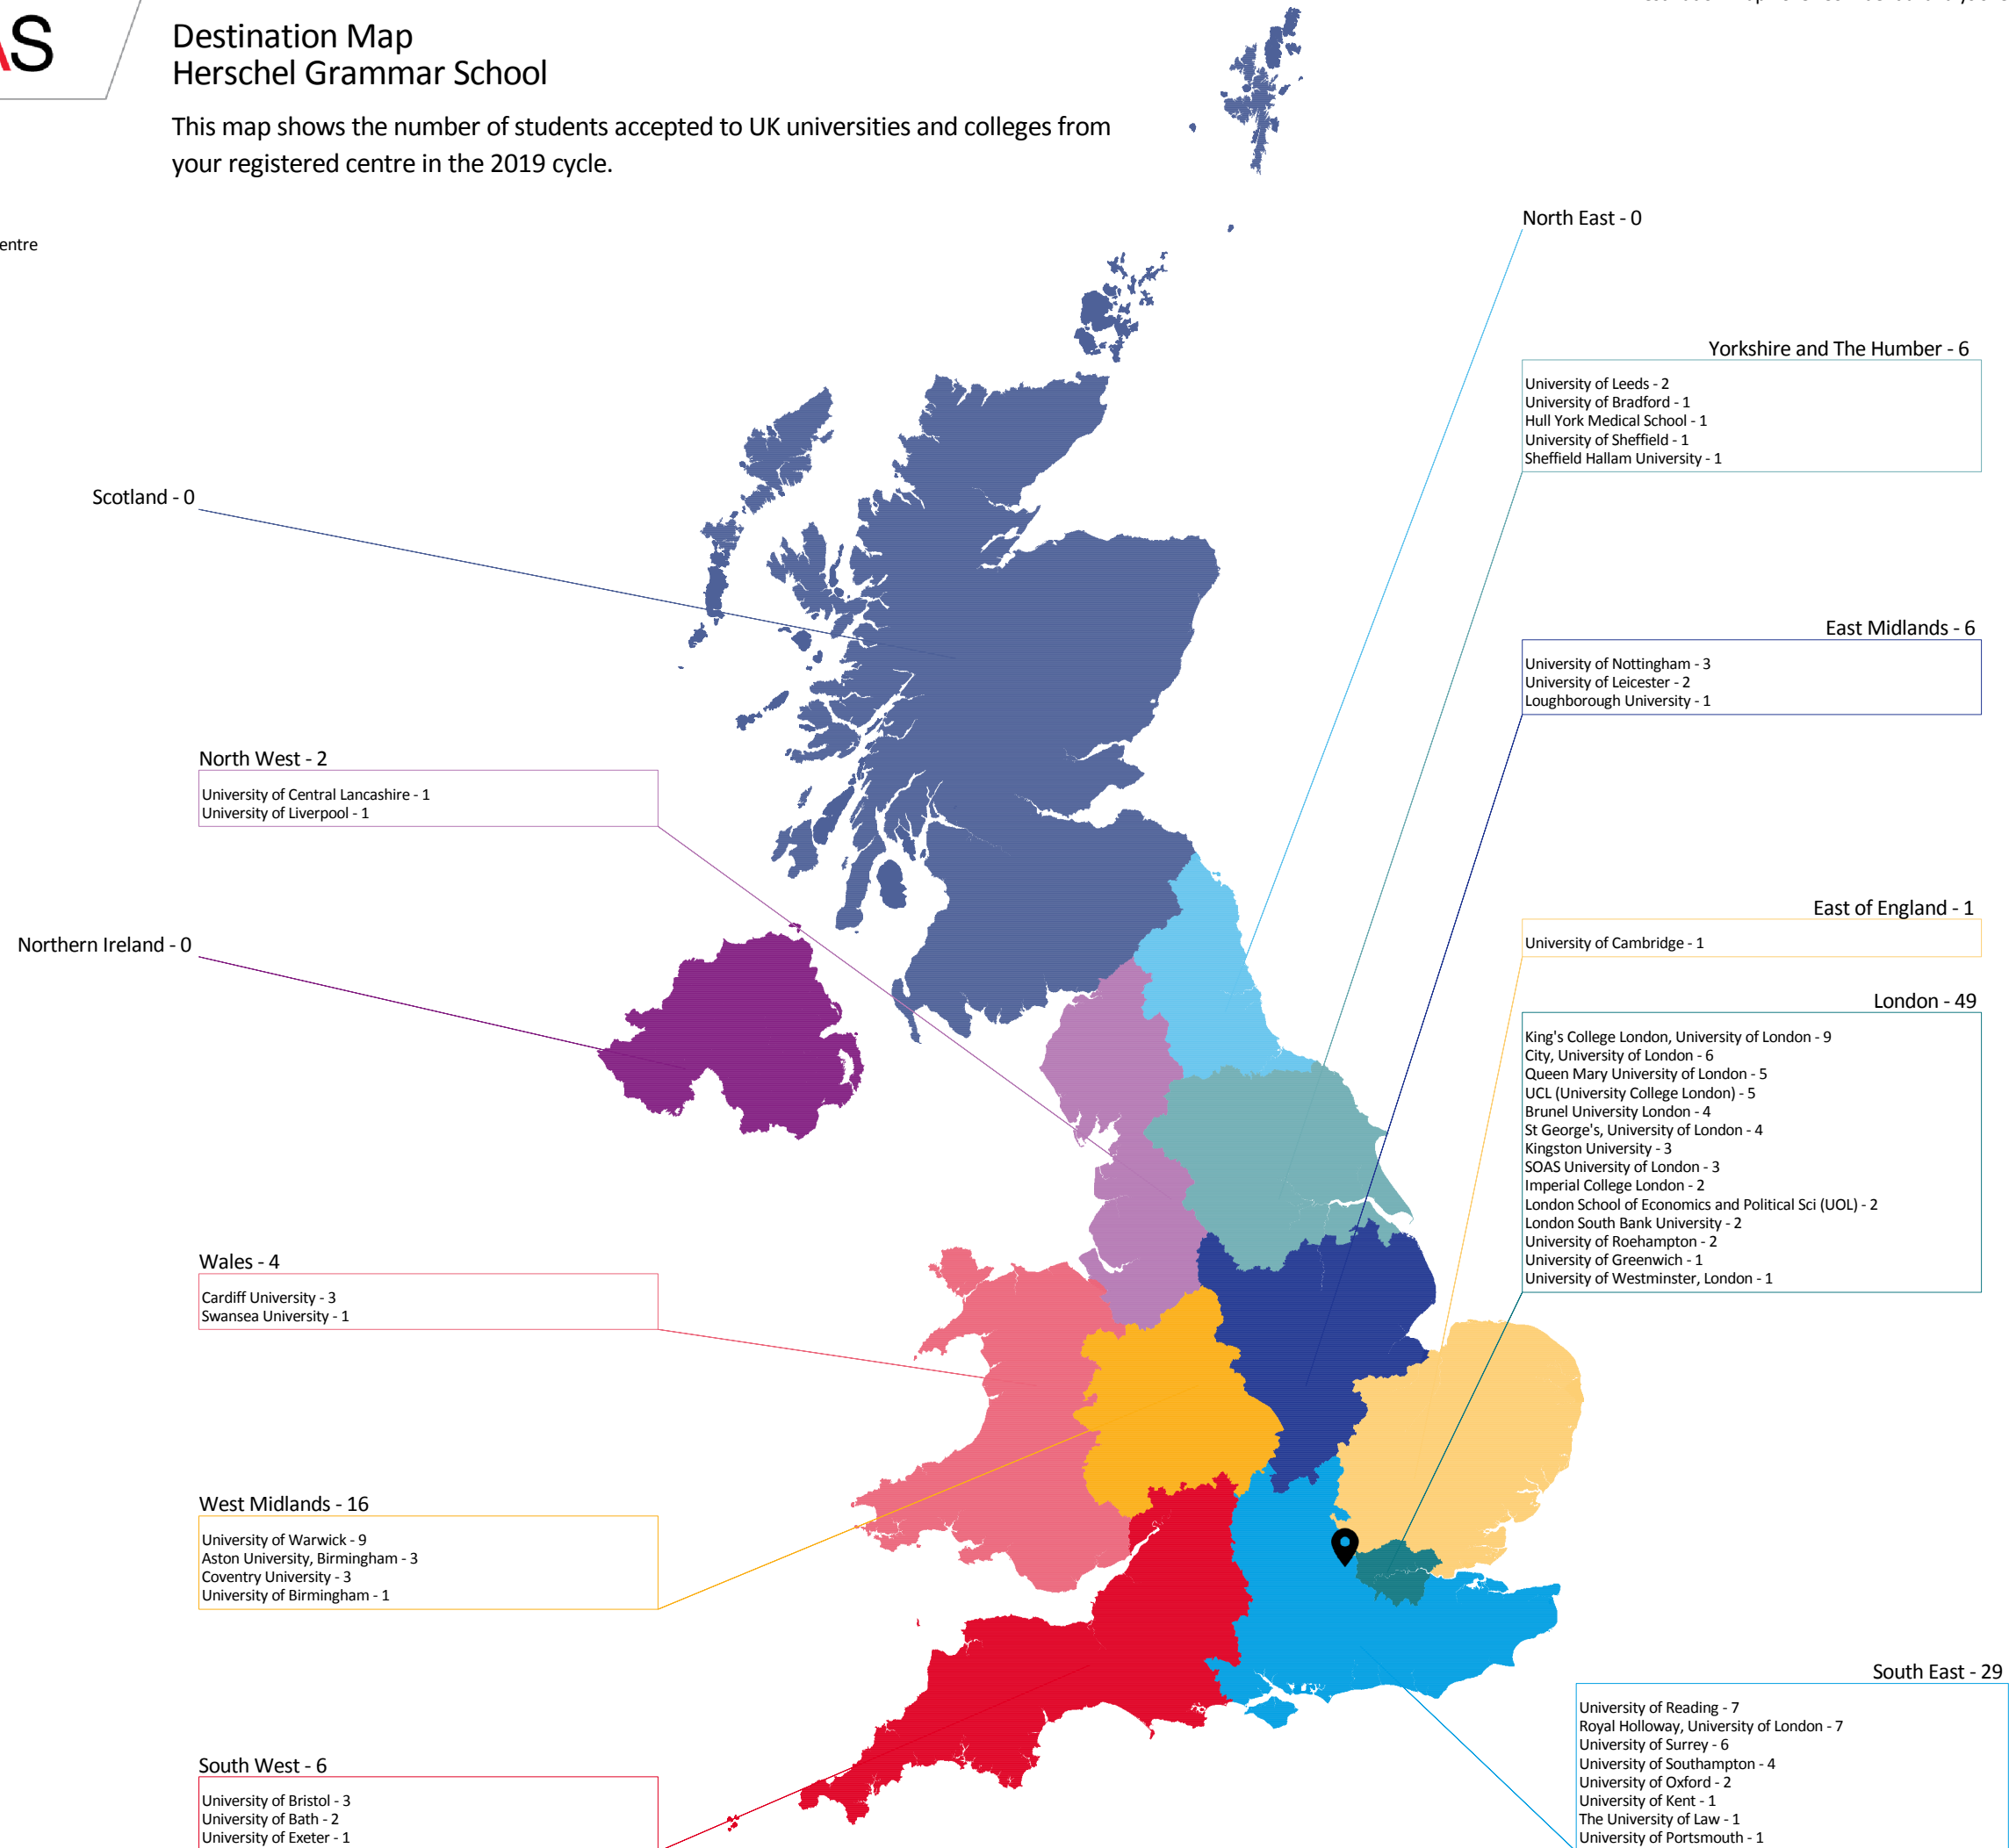 AS
Destination Map
Herschel Grammar School
This map shows the number of students accepted to UK universities and colleges from
your registered centre in the 2019 cycle.
entre
North East - 0
Yorkshire and The Humber - 6
University of Leeds - 2
University of Bradford - 1
Hull York Medical School - 1
University of Sheffield - 1
Sheffield Hallam University - 1
Scotland - 0
East Midlands - 6
University of Nottingham - 3
University of Leicester - 2
Loughborough University - 1
North West - 2
University of Central Lancashire - 1
University of Liverpool - 1
East of England - 1
University of Cambridge - 1
Northern Ireland - 0
London - 49
King's College London, University of London - 9
City, University of London - 6
Queen Mary University of London - 5
UCL (University College London) - 5
Brunel University London - 4
St George's, University of London - 4
Kingston University - 3
SOAS University of London - 3
Imperial College London - 2
London School of Economics and Political Sci (UOL) - 2
London South Bank University - 2
University of Roehampton - 2
University of Greenwich - 1
University of Westminster, London - 1
Wales - 4
Cardiff University - 3
Swansea University - 1
West Midlands - 16
University of Warwick - 9
Aston University, Birmingham - 3
Coventry University - 3
University of Birmingham - 1
South East - 29
University of Reading - 7
Royal Holloway, University of London - 7
University of Surrey - 6
University of Southampton - 4
University of Oxford - 2
University of Kent - 1
The University of Law - 1
University of Portsmouth - 1
South West - 6
University of Bristol - 3
University of Bath - 2
University of Exeter - 1